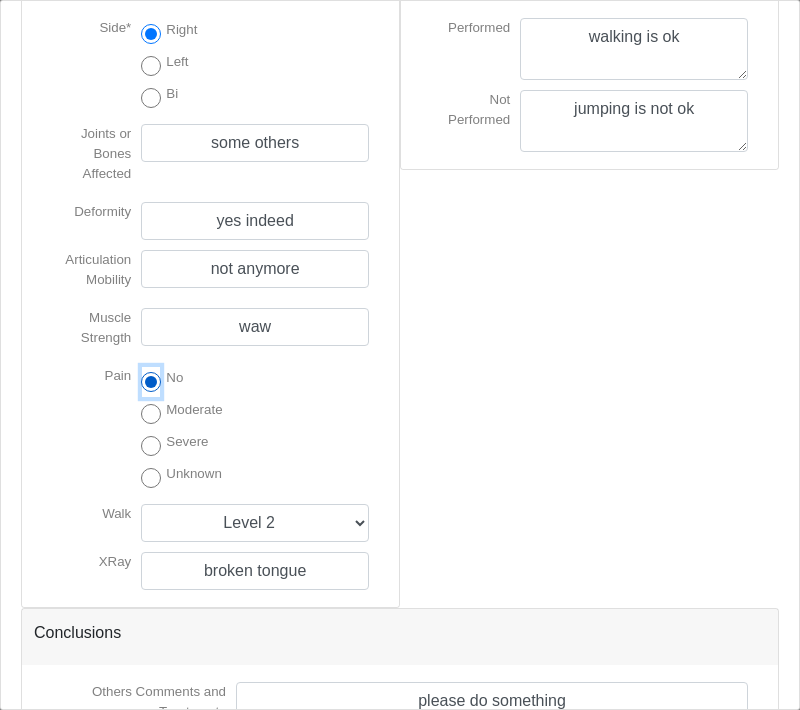 Side*
Right
Left
Bi
Joints or
Bones
Affected
some others
Deformity
yes indeed
Articulation
Mobility
not anymore
Muscle
Strength
waw
Pain
No
Moderate
Severe
Unknown
Walk
Level 2
XRay
broken tongue
Performed
walking is ok
Not
Performed
jumping is not ok
Conclusions
Others Comments and
please do something